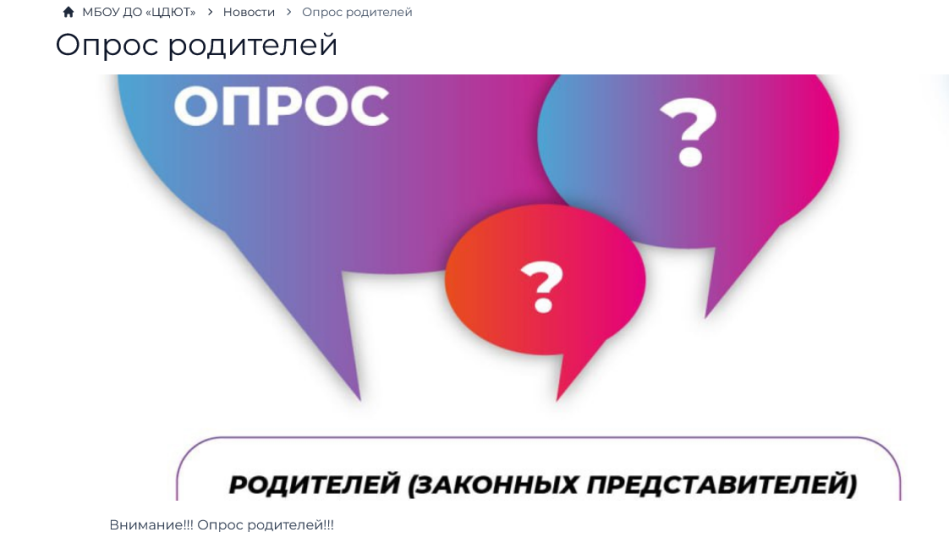 МБОУ ДО «ЦДЮТ» > Новости > Опрос родителей
Опрос родителей
ОПРОС
?
?
РОДИТЕЛЕЙ (ЗАКОННЫХ ПРЕДСТАВИТЕЛЕЙ)
Внимание!!! Опрос родителей!!!